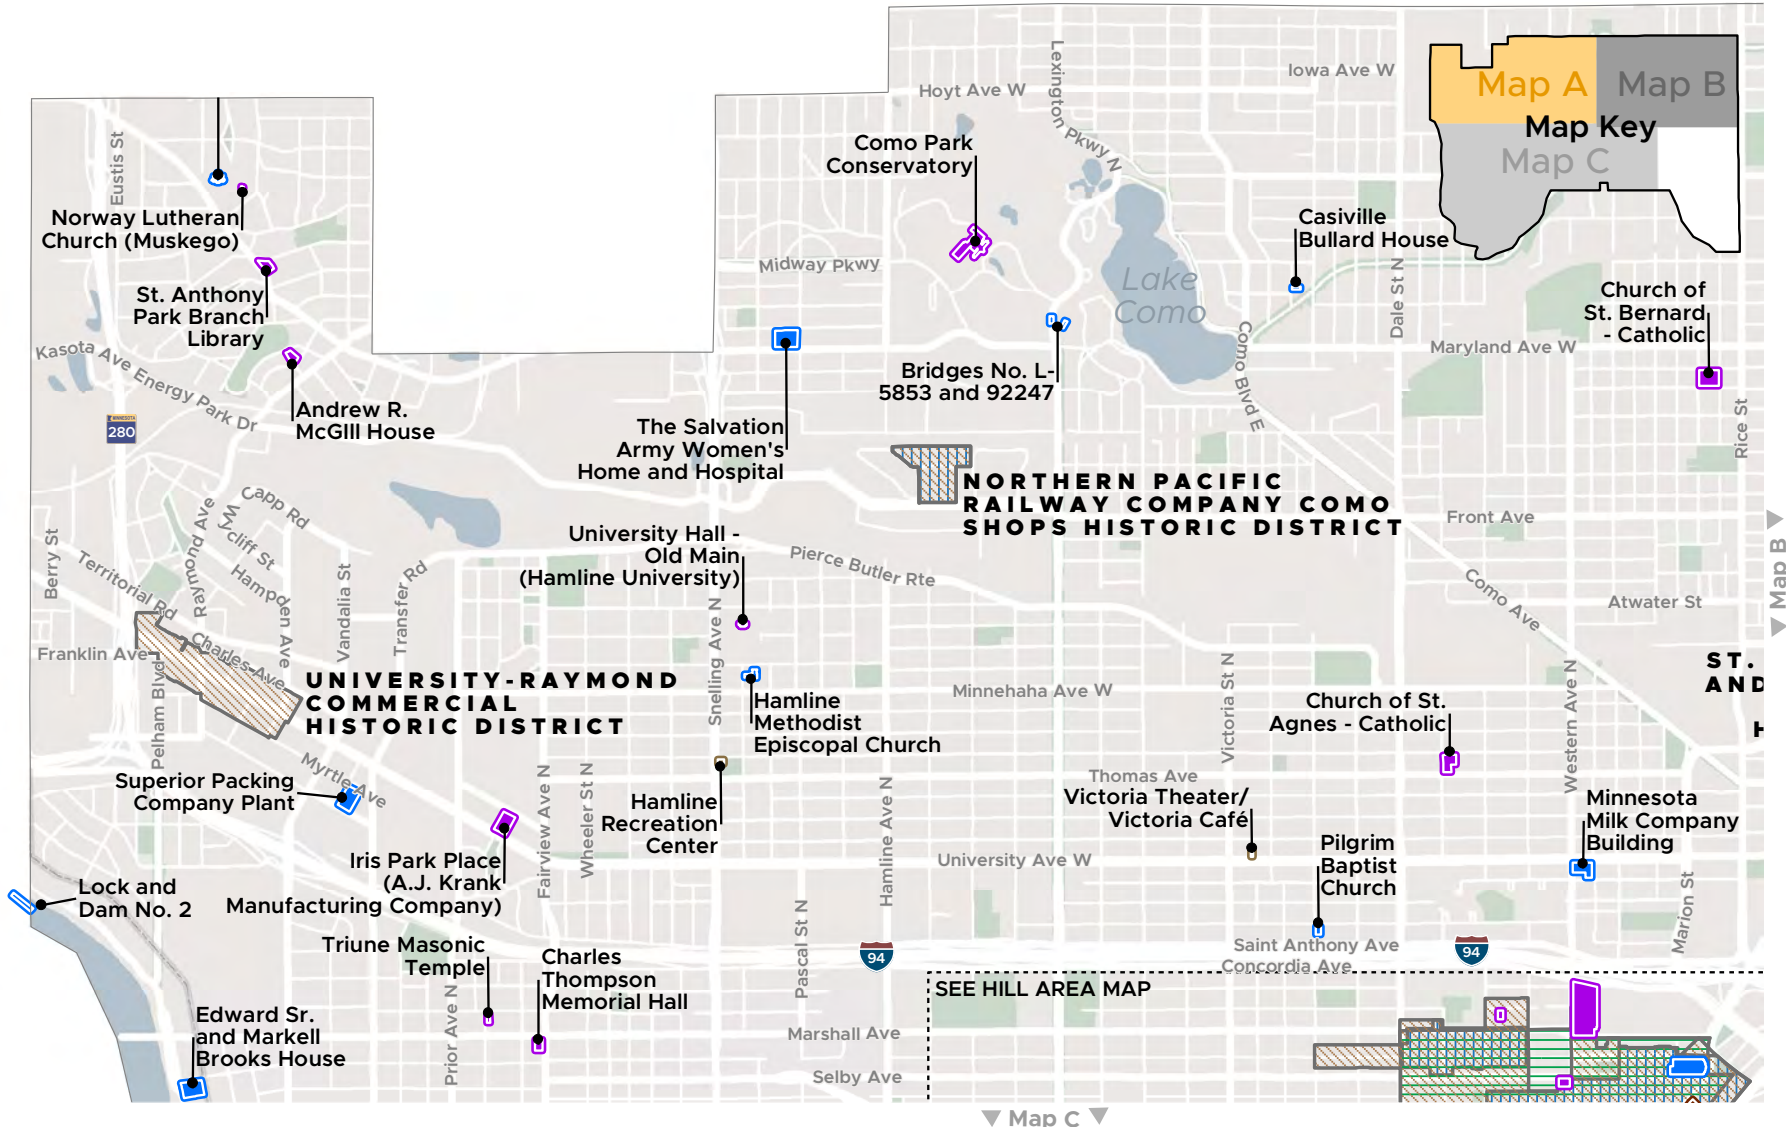 Iowa Ave W
Hoyt Ave W
Lexington Pkwy N
Map A
Map B
Map Key
Map C
Eustis St
Como Park
Conservatory
Norway Lutheran
Church (Muskego)
Casiville
Bullard House
Midway Pkwy
Lake
Como
Dale St N
St. Anthony
Park Branch
Library
Church of
St. Bernard
- Catholic
Kasota Ave
Energy Park Dr
Como Blvd E
Maryland Ave W
Bridges No. L-
5853 and 92247
MINNESOTA
280
Andrew R.
McGIll House
The Salvation
Army Women's
Home and Hospital
Rice St
NORTHERN PACIFIC
RAILWAY COMPANY COMO
SHOPS HISTORIC DISTRICT
Capp Rd
Raymond Ave
Wycliff St
Front Ave
Berry St
University Hall -
Old Main
(Hamline University)
Pierce Butler Rte
Territorial Rd
Hampden Ave
Vandalia St
Transfer Rd
Como Ave
Atwater St
Map B
Snelling Ave N
Franklin Ave
Charles Ave
Pelham Blvd
UNIVERSITY-RAYMOND
COMMERCIAL
HISTORIC DISTRICT
Minnehaha Ave W
Hamline
Methodist
Episcopal Church
Victoria St N
Church of St.
Agnes - Catholic
Western Ave N
ST.
AND
H
Myrtle Ave
Superior Packing
Company Plant
Fairview Ave N
Wheeler St N
Hamline
Recreation
Center
Hamline Ave N
Thomas Ave
Victoria Theater/
Victoria Café
Minnesota
Milk Company
Building
Pilgrim
Baptist
Church
Iris Park Place
(A.J. Krank
Manufacturing Company)
University Ave W
Lock and
Dam No. 2
Marion St
Triune Masonic
Temple
Charles
Thompson
Memorial Hall
Pascal St N
94
Saint Anthony Ave
Concordia Ave
94
SEE HILL AREA MAP
Prior Ave N
Edward Sr.
and Markell
Brooks House
Marshall Ave
Selby Ave
Map C